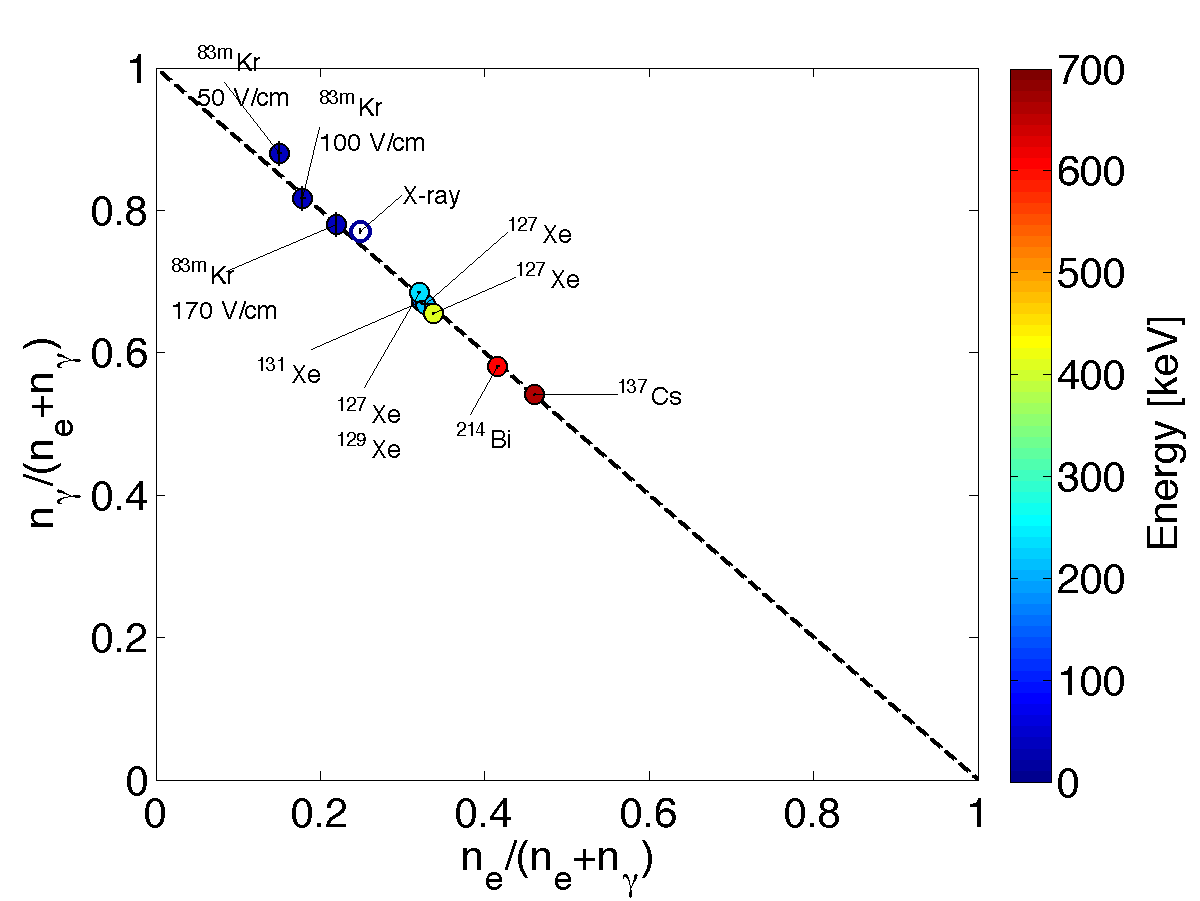 83mKr
50 V/cm
83mKr
100 V/cm
X-ray
127Xe
127Xe
83mKr
170 V/cm
131Xe
127Xe
129Xe
214Bi
137Cs
1
0.8
0.6
0.4
0.2
0
0
0.2
0.4
0.6
0.8
1
nγ/(ne+nγ)
ne/(ne+nγ)
700
600
500
400
300
200
100
0
Energy [keV]